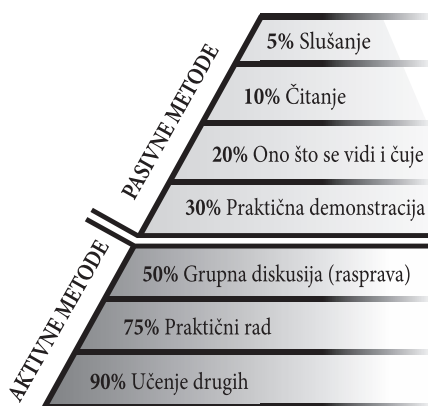 PASIVNE METODE
5% Slušanje
10% Čitanje
20% Ono što se vidi i čuje
30% Praktična demonstracija
AKTIVNE METODE
50% Grupna diskusija (rasprava)
75% Praktični rad
90% Učenje drugih